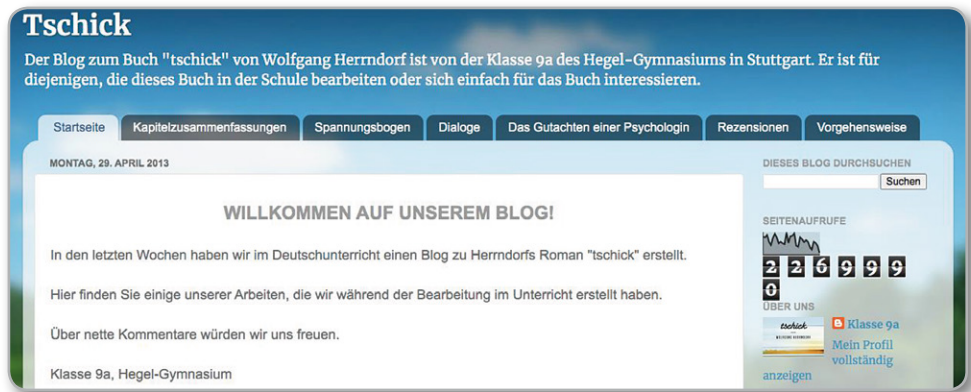 Tschick
Der Blog zum Buch "tschick" von Wolfgang Herrndorf ist von der Klasse 9a des Hegel-Gymnasiums in Stuttgart. Er ist für
diejenigen, die dieses Buch in der Schule bearbeiten oder sich einfach für das Buch interessieren.
Startseite Kapitelzusammenfassungen Spannungsbogen Dialoge Das Gutachten einer Psychologin Rezensionen Vorgehensweise
MONTAG, 29. APRIL 2013
WILLKOMMEN AUF UNSEREM BLOG!
In den letzten Wochen haben wir im Deutschunterricht einen Blog zu Herrndorfs Roman "tschick" erstellt.
Hier finden Sie einige unserer Arbeiten, die wir während der Bearbeitung im Unterricht erstellt haben.
Über nette Kommentare würden wir uns freuen.
Klasse 9a, Hegel-Gymnasium
DIESES BLOG DURCHSUCHEN
Suchen
SEITENAUFRUFE
226999
0
ÜBER UNS
tschick
Klasse 9a
Mein Profil
vollständig
anzeigen